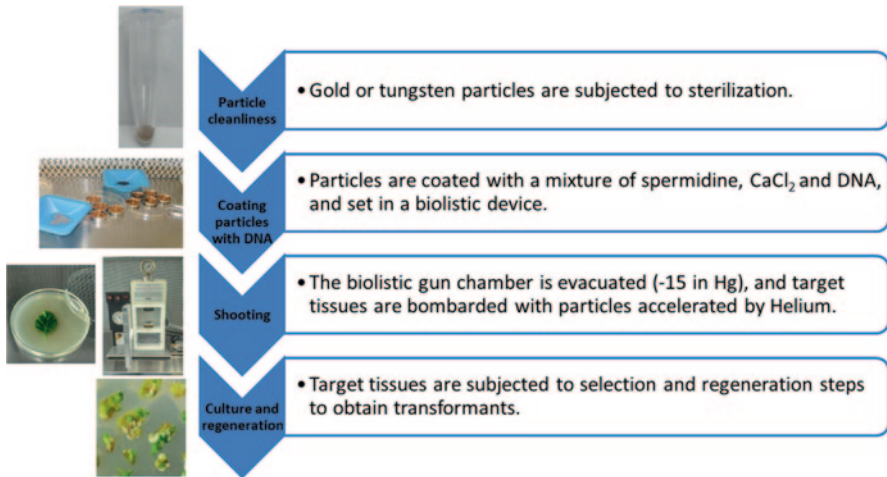 Particle
cleanliness
• Gold or tungsten particles are subjected to sterilization.
Coating
particles
with DNA
• Particles are coated with a mixture of spermidine, CaCl₂ and DNA,
and set in a biolistic device.
Shooting
• The biolistic gun chamber is evacuated (-15 in Hg), and target
tissues are bombarded with particles accelerated by Helium.
Culture and
regeneration
• Target tissues are subjected to selection and regeneration steps
to obtain transformants.